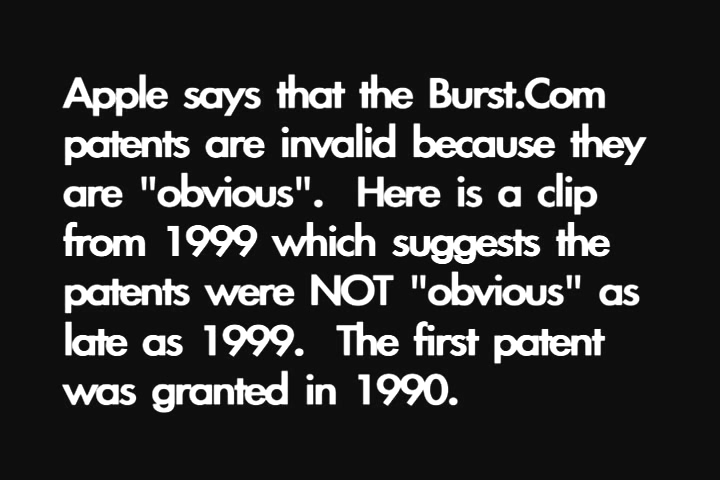 Apple says that the Burst.Com
patents are invalid because they
are "obvious".  Here is a clip
from 1999 which suggests the
patents were NOT "obvious" as
late as 1999.  The first patent
was granted in 1990.